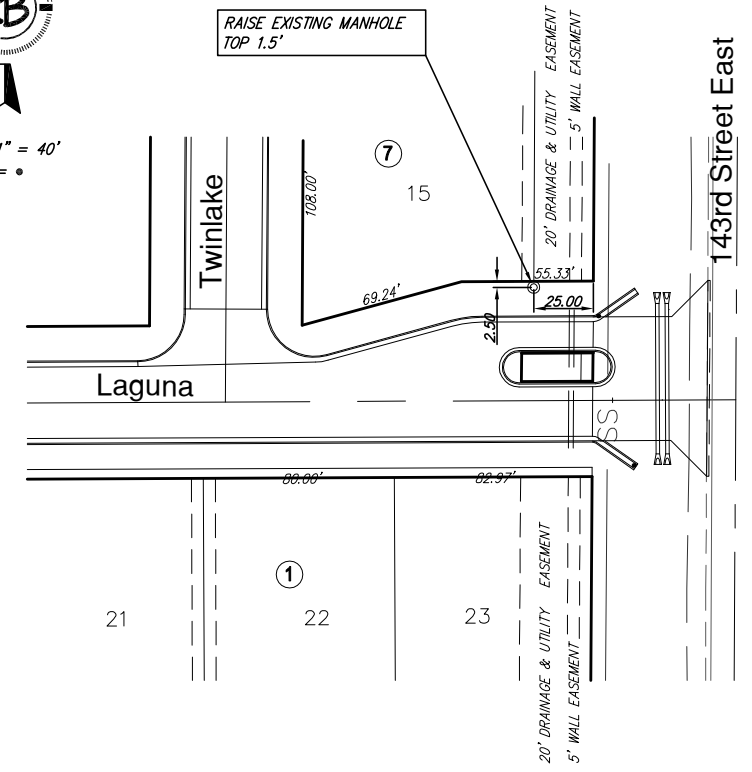 RAISE EXISTING MANHOLE
TOP 1.5'
20' DRAINAGE & UTILITY EASEMENT
5' WALL EASEMENT
143rd Street East
1" = 40'
=
7
15
108.00'
Twinlake
69.24'
55.33'
25.00
2.50
Laguna
SS
80.00'
82.97'
1
21
22
23
20' DRAINAGE & UTILITY EASEMENT
5' WALL EASEMENT